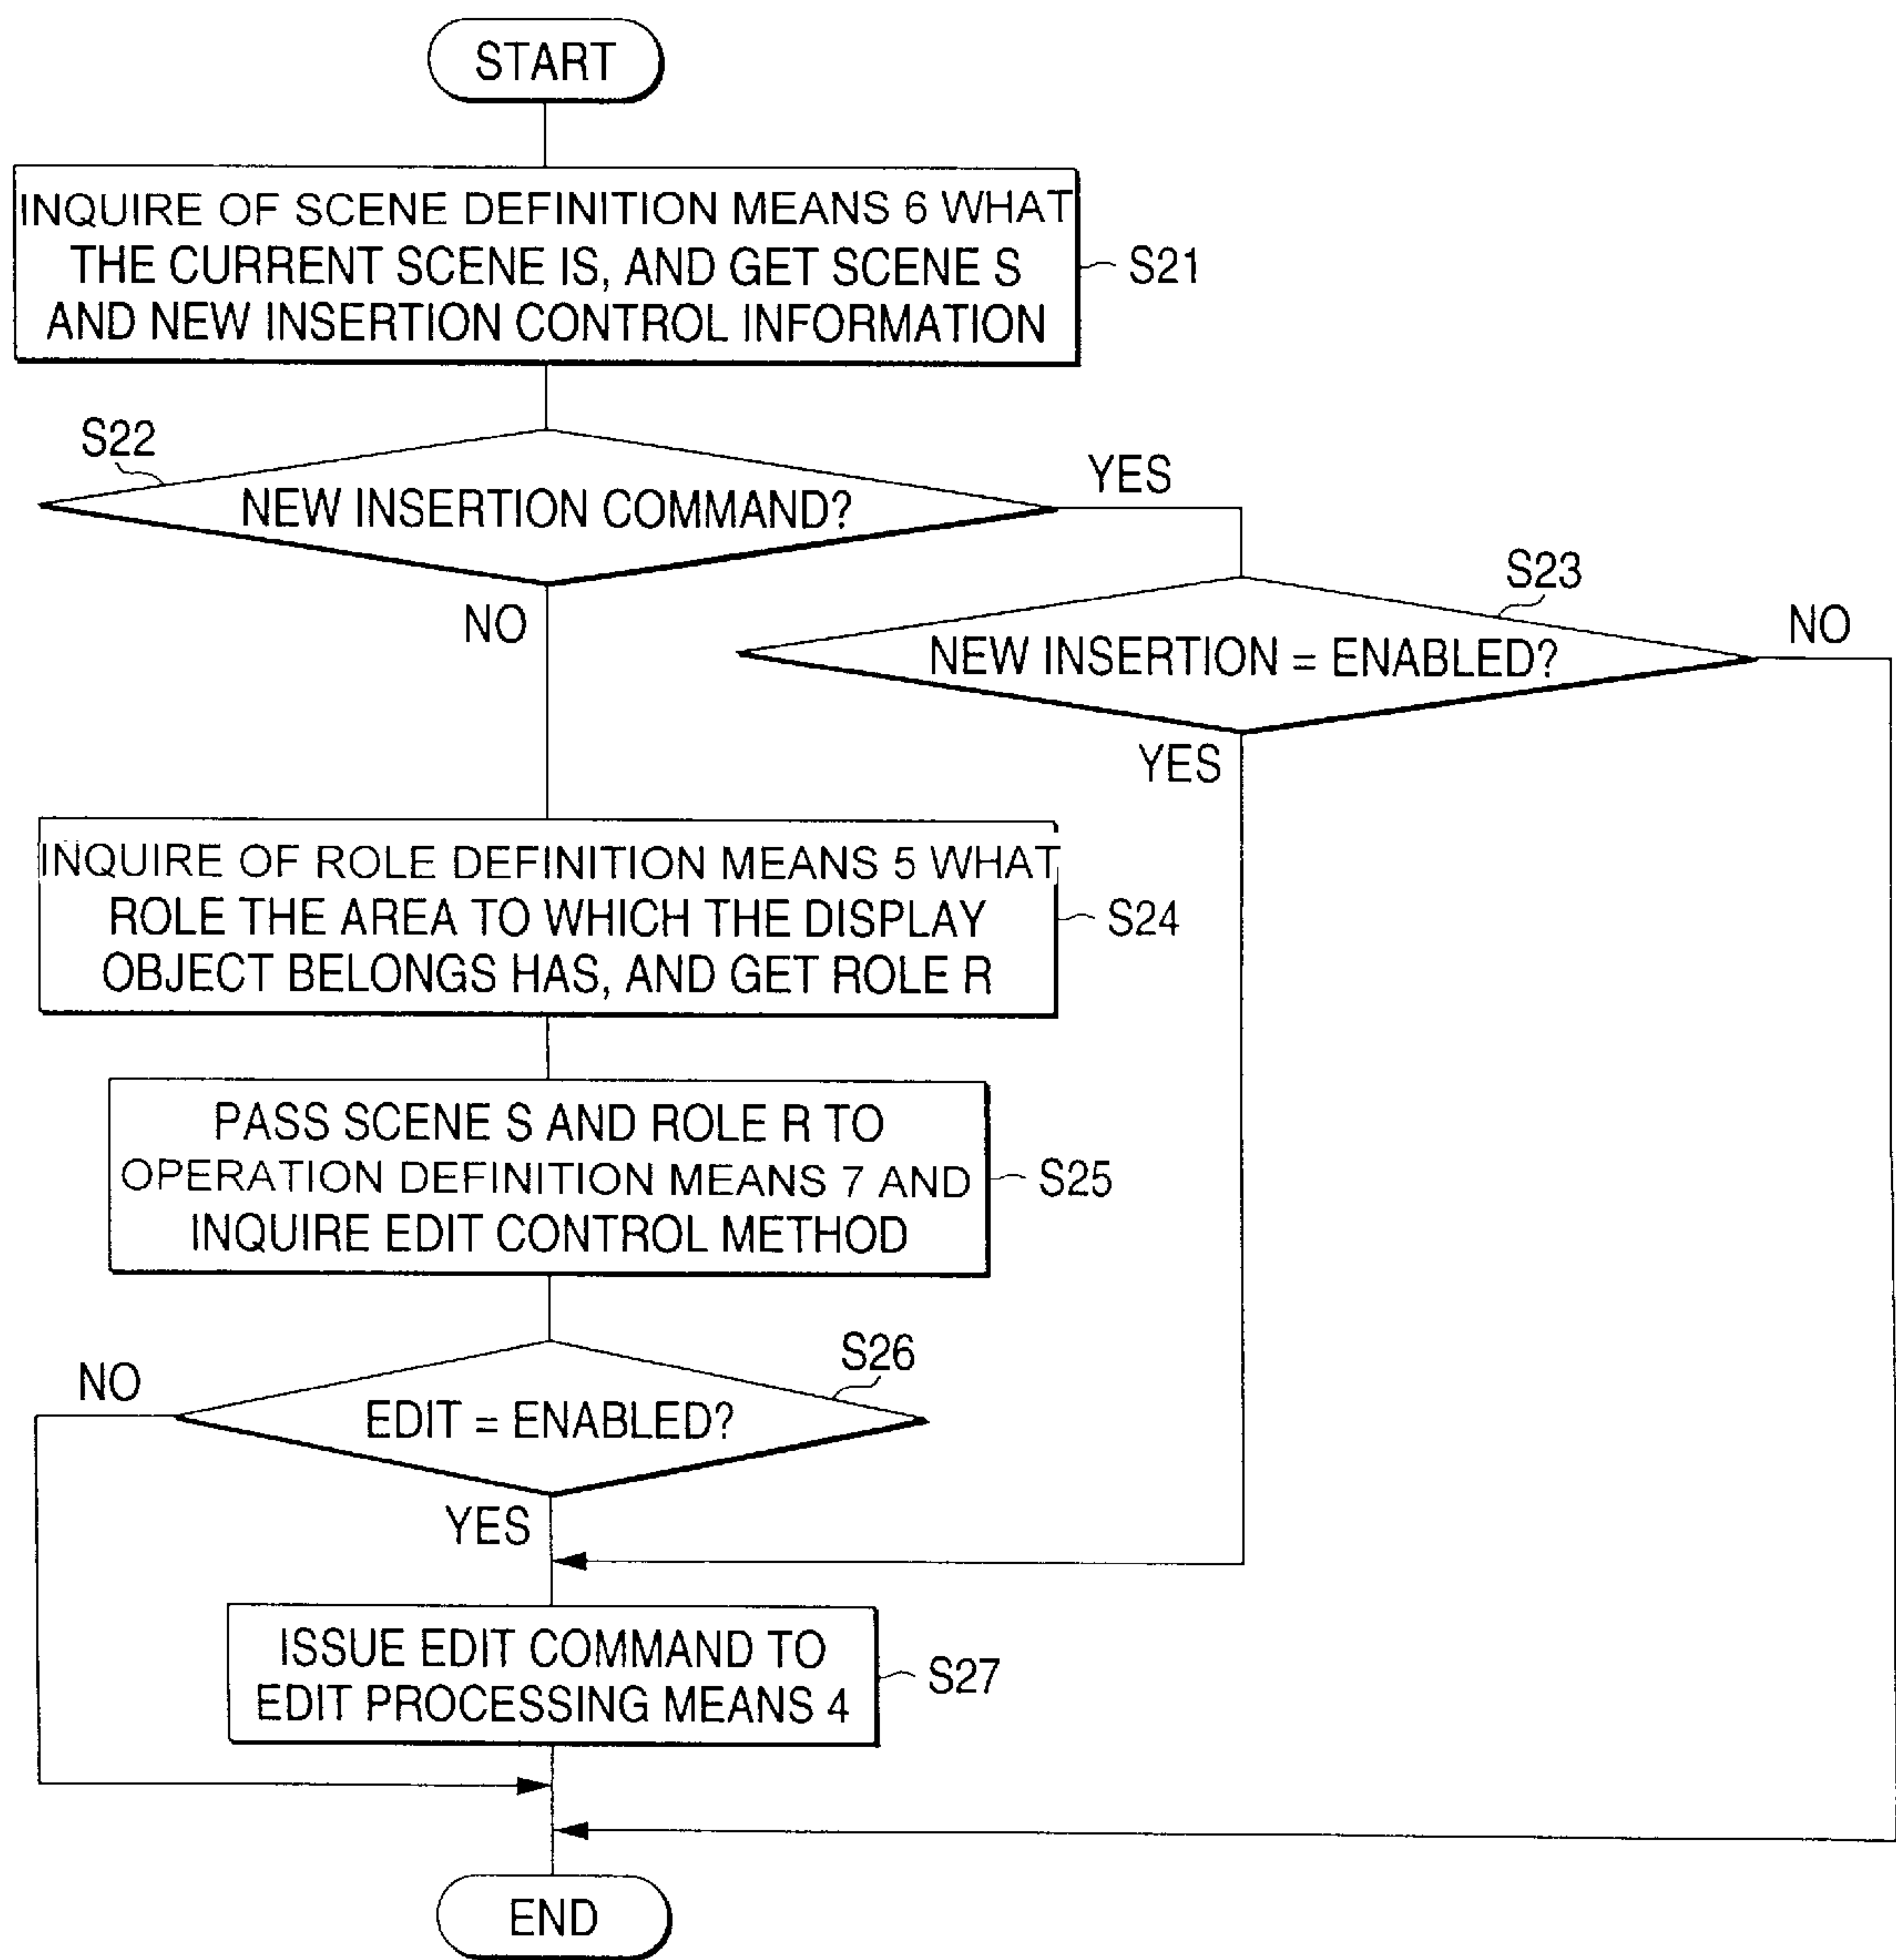 START
INQUIRE OF SCENE DEFINITION MEANS 6 WHAT
THE CURRENT SCENE IS, AND GET SCENE S
AND NEW INSERTION CONTROL INFORMATION
S21
S22
NEW INSERTION COMMAND?
YES
NO
S23
NEW INSERTION = ENABLED?
NO
YES
INQUIRE OF ROLE DEFINITION MEANS 5 WHAT
ROLE THE AREA TO WHICH THE DISPLAY
OBJECT BELONGS HAS, AND GET ROLE R
S24
PASS SCENE S AND ROLE R TO
OPERATION DEFINITION MEANS 7 AND
INQUIRE EDIT CONTROL METHOD
S25
S26
NO
EDIT = ENABLED?
YES
ISSUE EDIT COMMAND TO
EDIT PROCESSING MEANS 4
S27
END